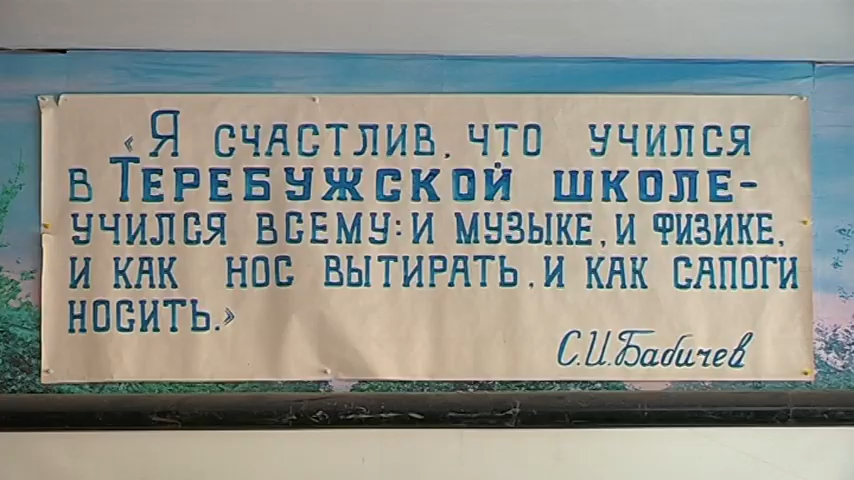 «Я СЧАСТЛИВ, ЧТО УЧИЛСЯ
В ТЕРЕБУЖСКОЙ ШКОЛЕ-
УЧИЛСЯ ВСЕМУ: И МУЗЫКЕ, И ФИЗИКЕ,
И КАК НОС ВЫТИРАТЬ, И КАК САПОГИ
НОСИТЬ.»
С.И.Бабичев